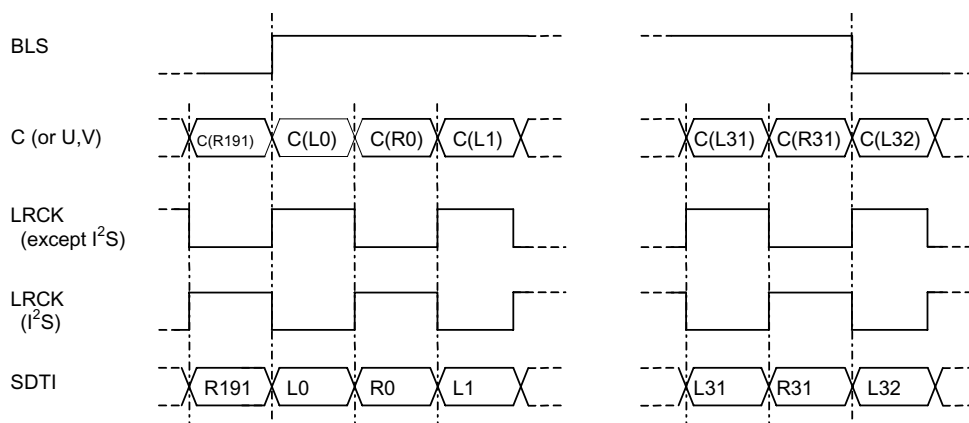 BLS
C (or U,V)
C(R191) C(L0) C(R0) C(L1) C(L31) C(R31) C(L32)
LRCK
(except I²S)
LRCK
(I²S)
SDTI
R191 L0 R0 L1 L31 R31 L32